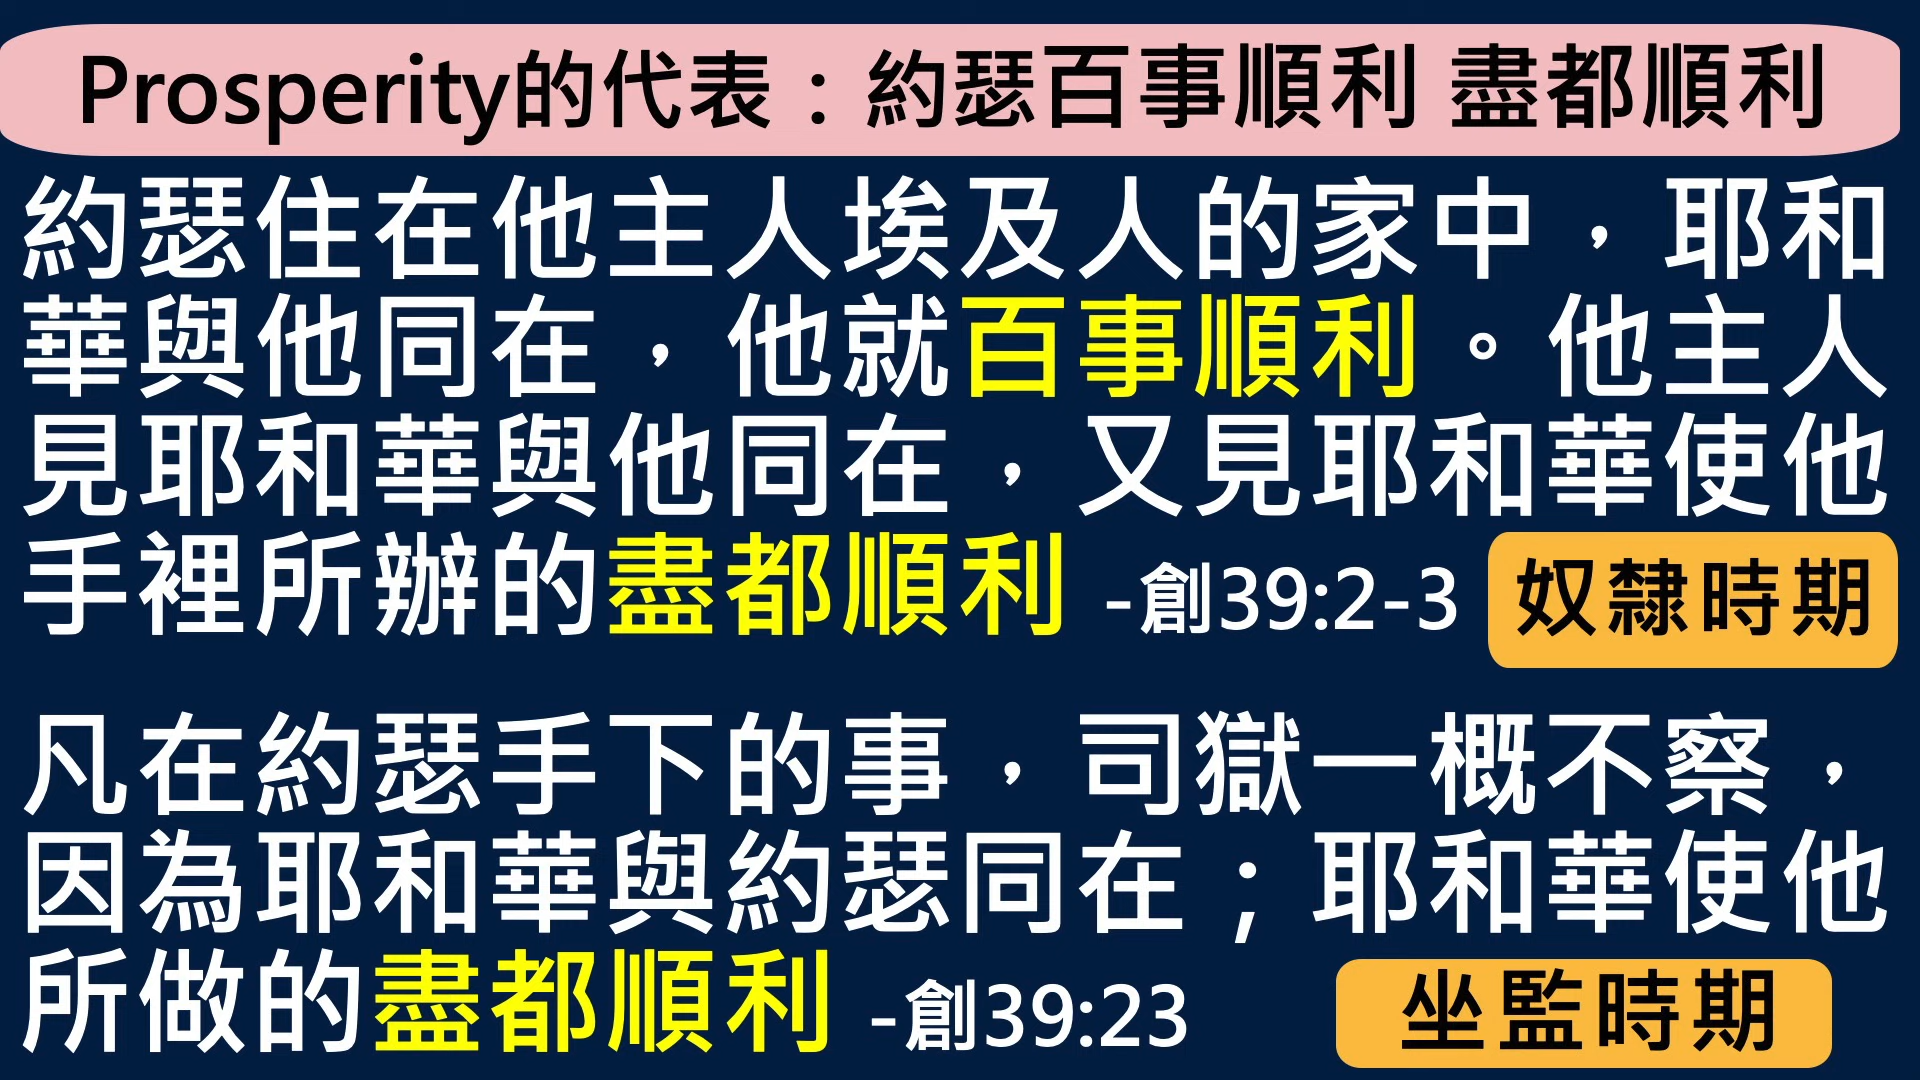 Prosperity的代表：約瑟百事順利 盡都順利
約瑟住在他主人埃及人的家中，耶和
華與他同在，他就百事順利。他主人
見耶和華與他同在，又見耶和華使他
手裡所辦的盡都順利 -創39:2-3 奴隸時期
凡在約瑟手下的事，司獄一概不察，
因為耶和華與約瑟同在；耶和華使他
所做的盡都順利 -創39:23 坐監時期